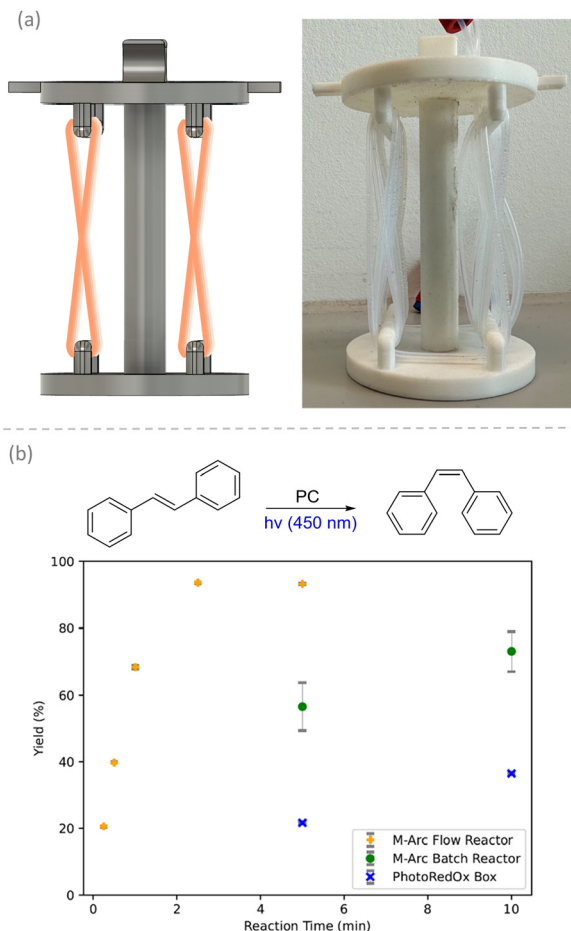 (a)
(b)
PC
hv (450 nm)
100
80
60
40
20
0
Yield (%)
M-Arc Flow Reactor
M-Arc Batch Reactor
PhotoRedOx Box
0 2 4 6 8 10
Reaction Time (min)